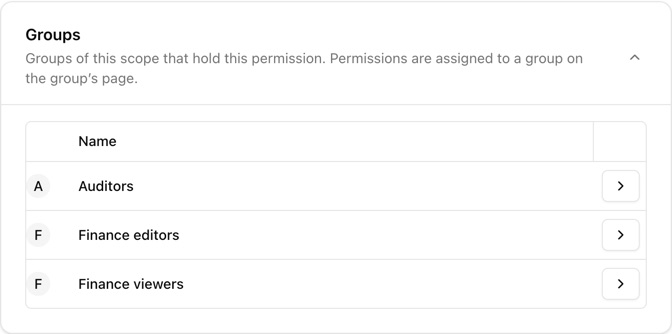 Groups
Groups of this scope that hold this permission. Permissions are assigned to a group on
the group’s page.
Name
A Auditors
F Finance editors
F Finance viewers